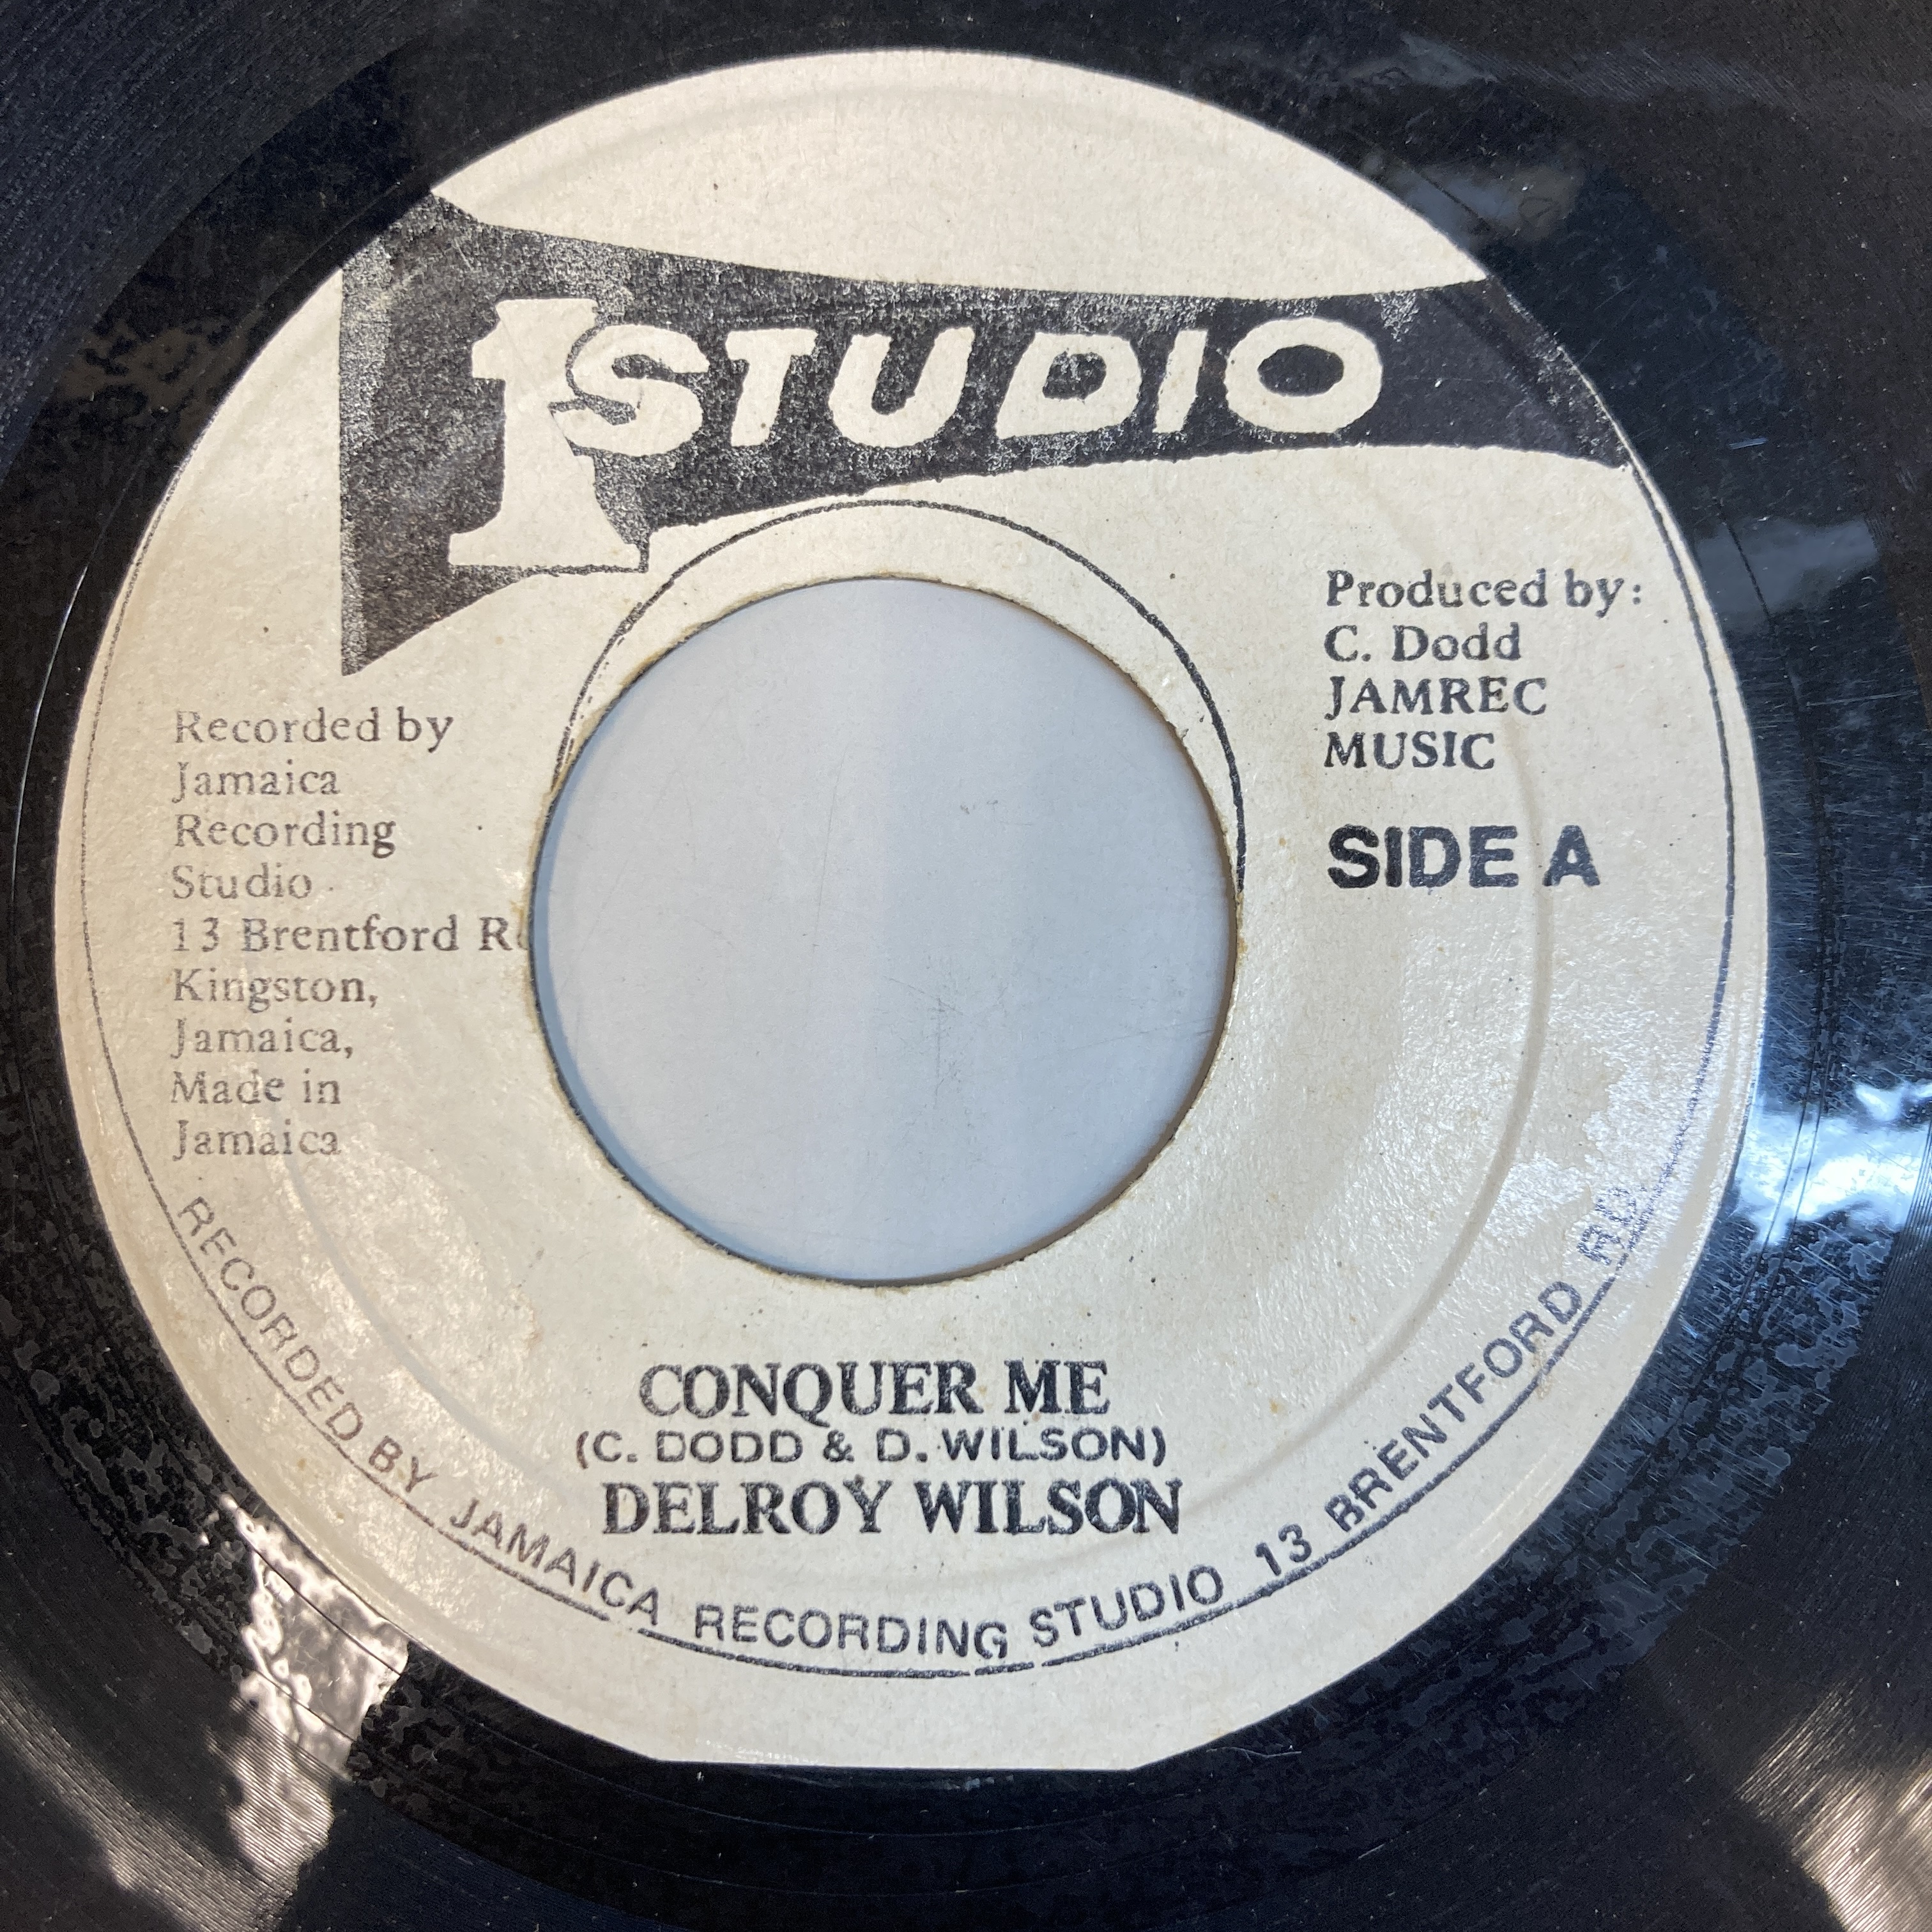 1 STUDIO
Produced by:
C. Dodd
JAMREC
MUSIC
SIDE A
Recorded by
Jamaica
Recording
Studio
13 Brentford
Kingston,
Jamaica,
Made in
Jamaica
CONQUER ME
(C. DODD & D. WILSON)
DELROY WILSON
RECORDED BY JAMAICA RECORDING STUDIO 13 BRENTFORD RD.